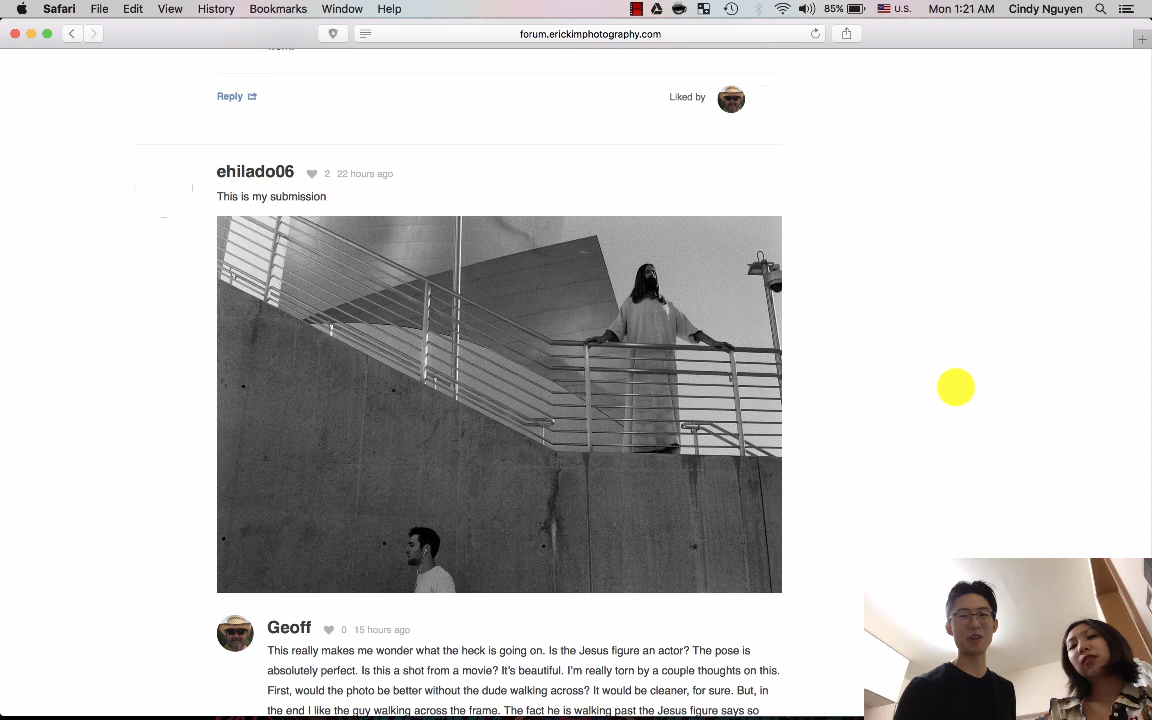 Safari File Edit View History Bookmarks Window Help 85% U.S. Mon 1:21 AM Cindy Nguyen
forum.erickimphotography.com
Reply Liked by
ehilado06 2 22 hours ago
This is my submission
Geoff 0 15 hours ago
This really makes me wonder what the heck is going on. Is the Jesus figure an actor? The pose is
absolutely perfect. Is this a shot from a movie? It's beautiful. I'm really torn by a couple thoughts on this.
First, would the photo be better without the dude walking across? It would be cleaner, for sure. But, in
the end I like the guy walking across the frame. The fact he is walking past the Jesus figure says so